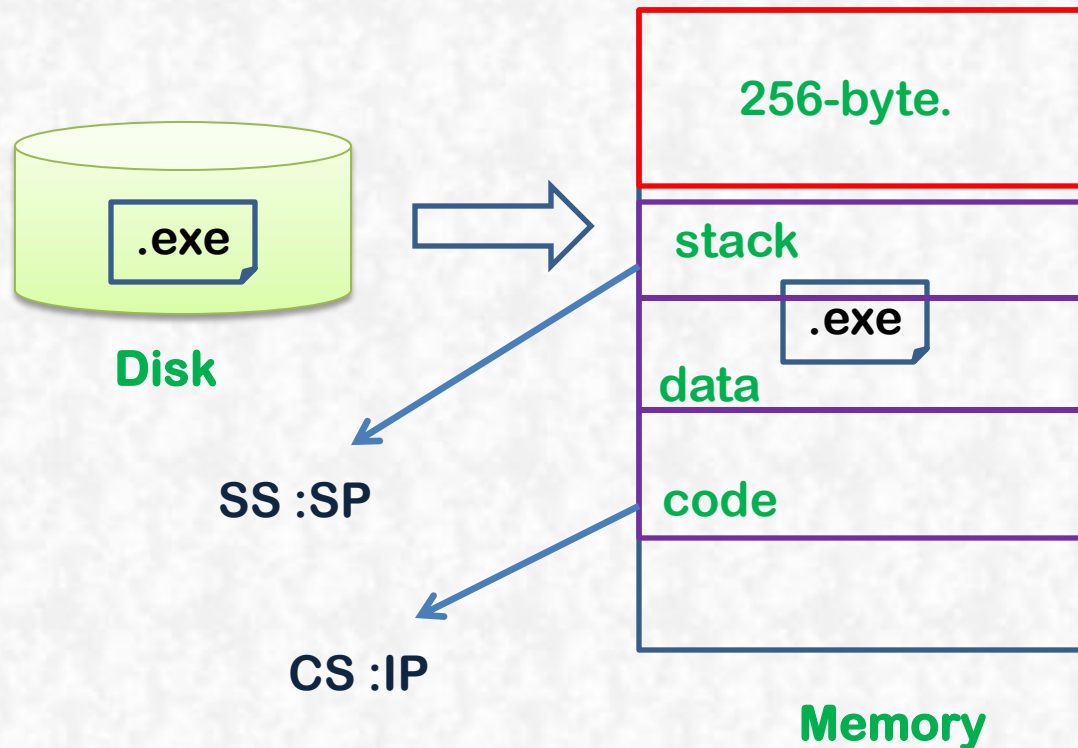 256-byte.
.exe
stack
.exe
Disk
data
SS :SP
code
CS :IP
Memory